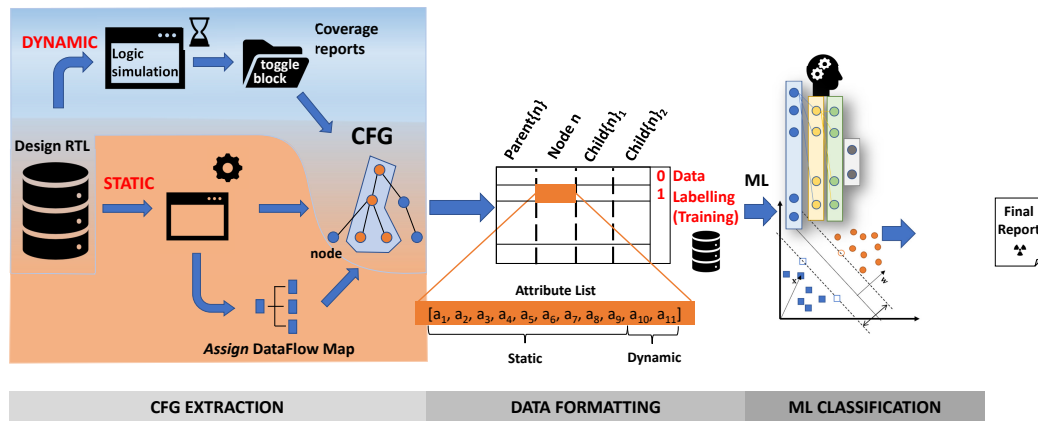 DYNAMIC
Logic
simulation
toggle
block
Coverage
reports
Design RTL
STATIC
CFG
node
Assign DataFlow Map
Parent{n}
Node n
Child{n}₁
Child{n}₂
0 Data
1 Labelling
(Training)
Attribute List
[a₁, a₂, a₃, a₄, a₅, a₆, a₇, a₈, a₉, a₁₀, a₁₁]
Static
Dynamic
ML
x
w
Final
Report
CFG EXTRACTION
DATA FORMATTING
ML CLASSIFICATION